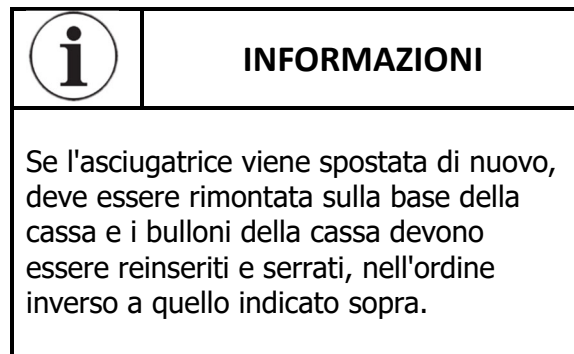 INFORMAZIONI
Se l'asciugatrice viene spostata di nuovo,
deve essere rimontata sulla base della
cassa e i bulloni della cassa devono
essere reinseriti e serrati, nell'ordine
inverso a quello indicato sopra.